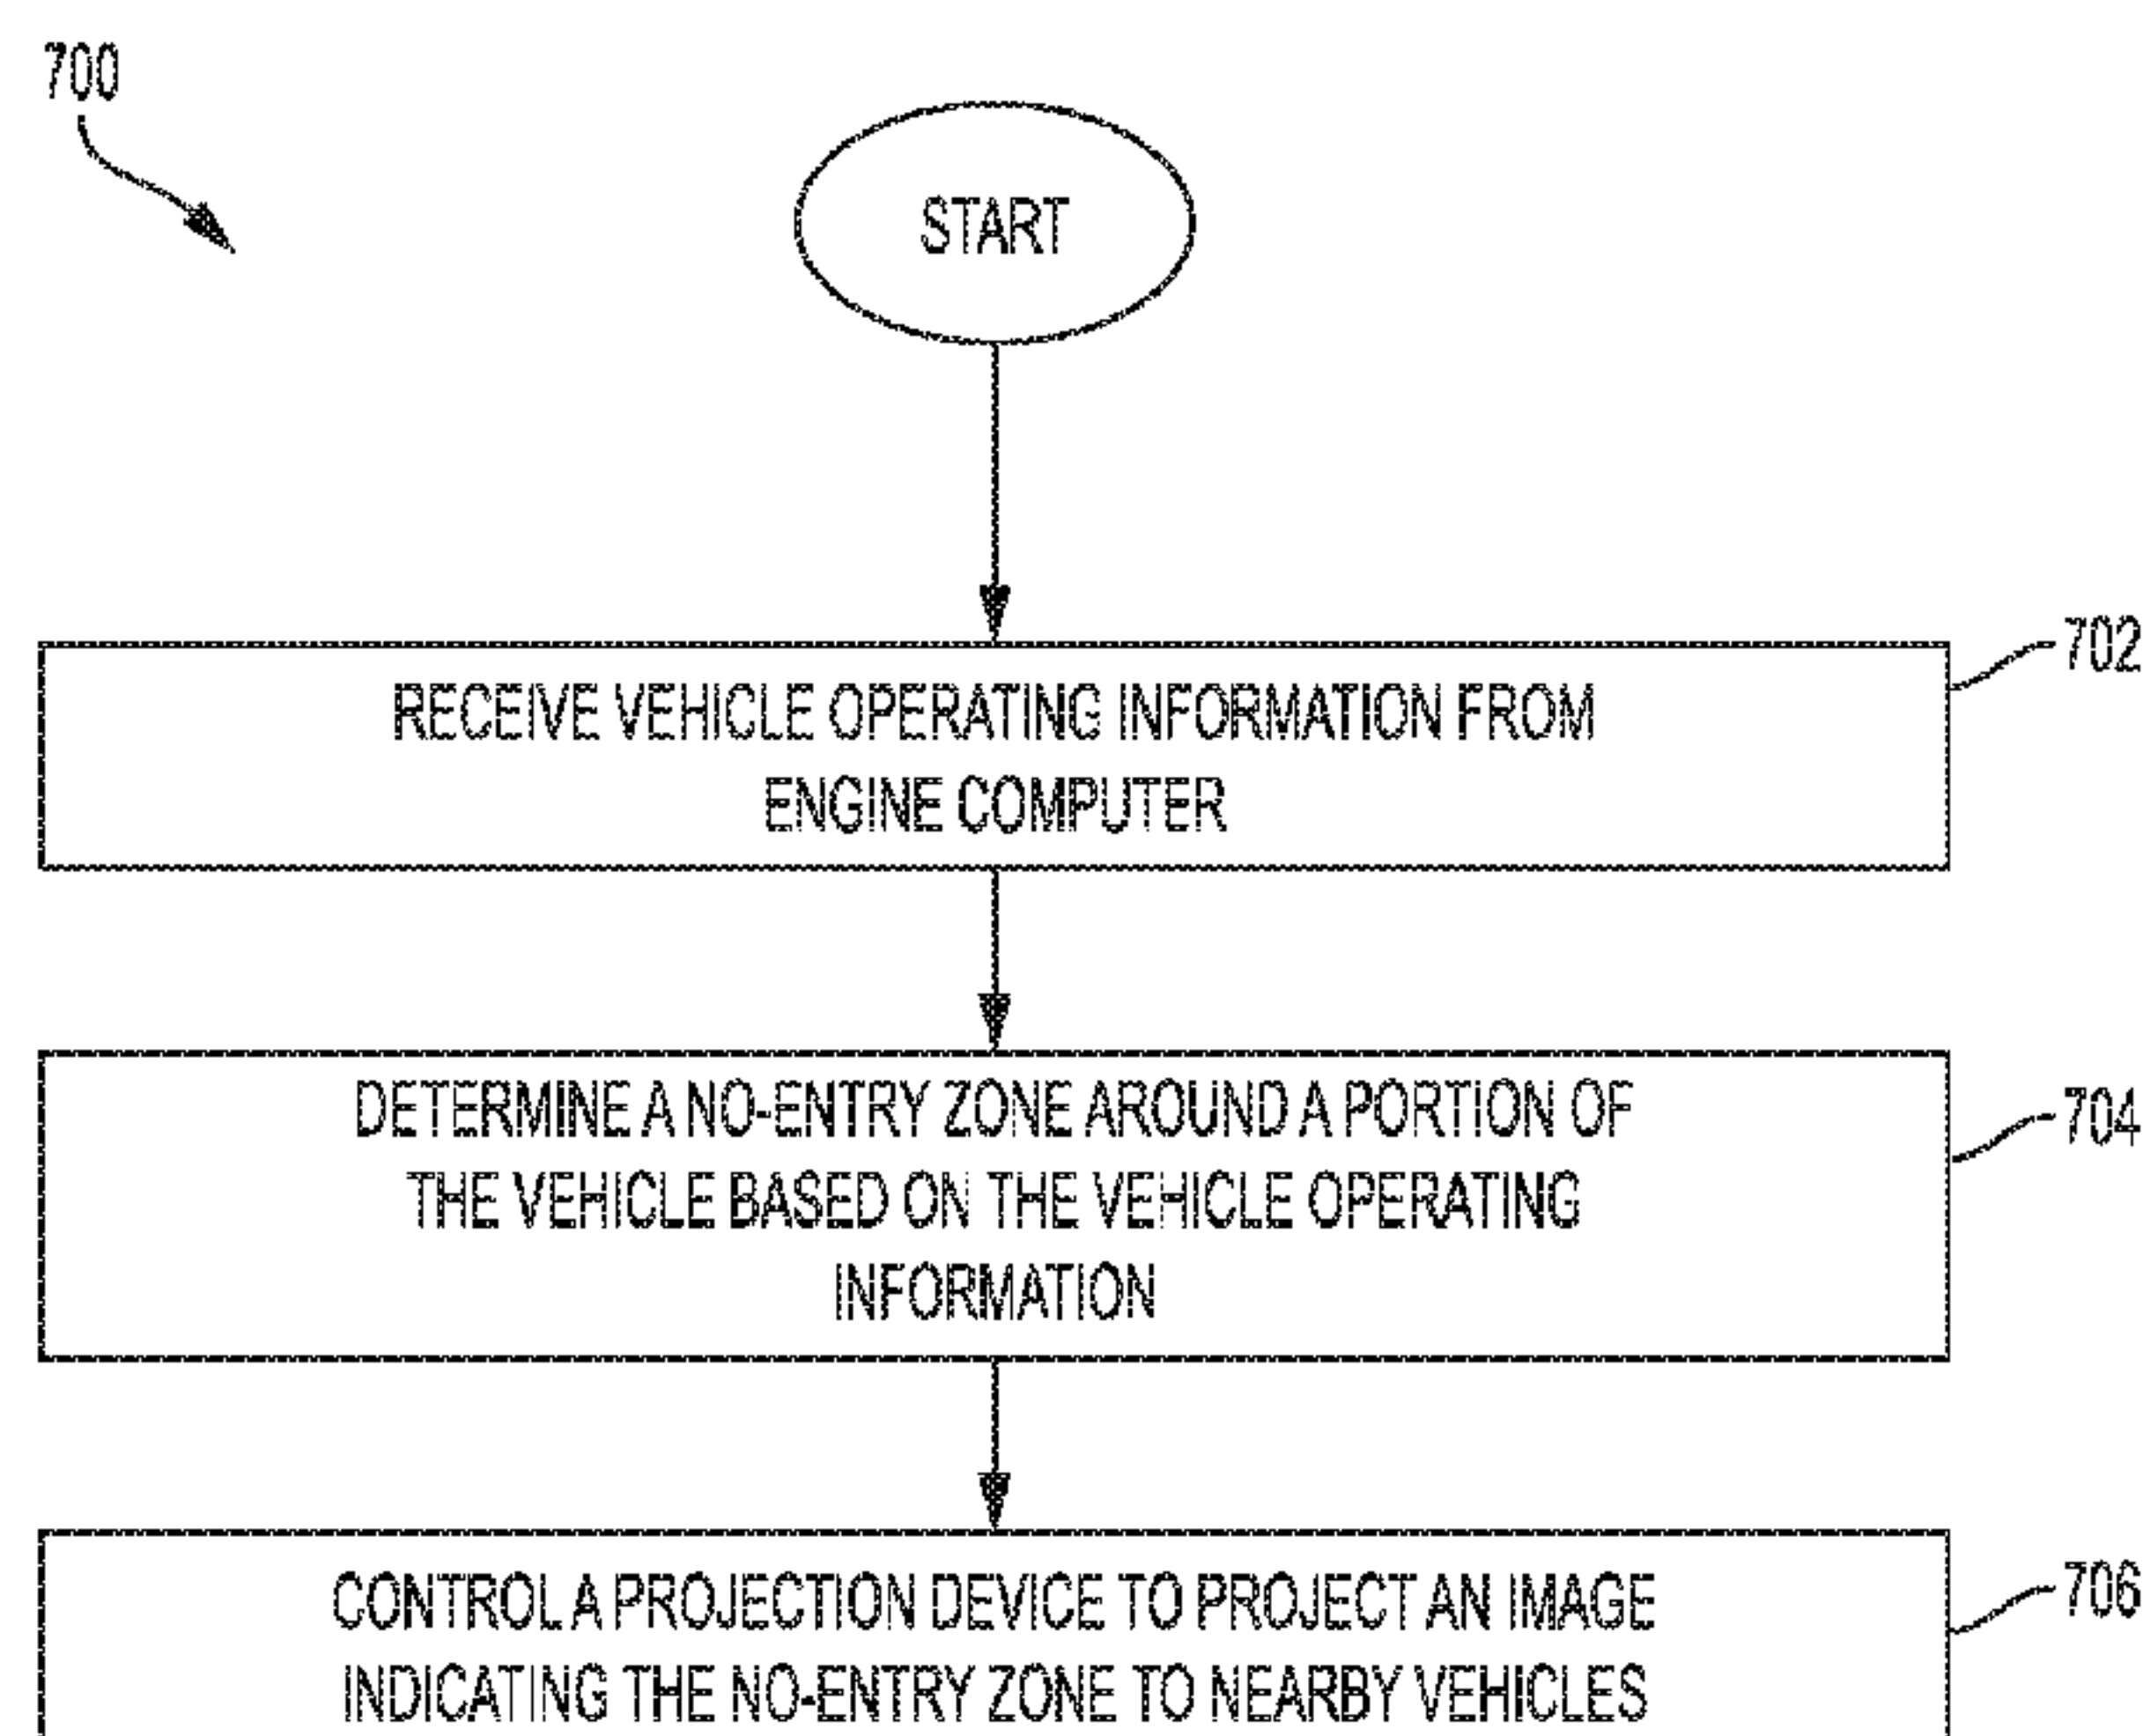 700
START
702
RECEIVE VEHICLE OPERATING INFORMATION FROM
ENGINE COMPUTER
704
DETERMINE A NO-ENTRY ZONE AROUND A PORTION OF
THE VEHICLE BASED ON THE VEHICLE OPERATING
INFORMATION
706
CONTROL A PROJECTION DEVICE TO PROJECT AN IMAGE
INDICATING THE NO-ENTRY ZONE TO NEARBY VEHICLES